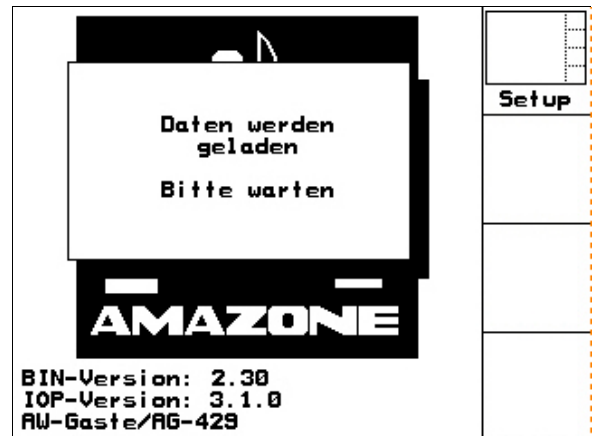 Daten werden
geladen
Bitte warten
Setup
AMAZONE
BIN-Version: 2.30
IOP-Version: 3.1.0
AW-Gaste/AG-429